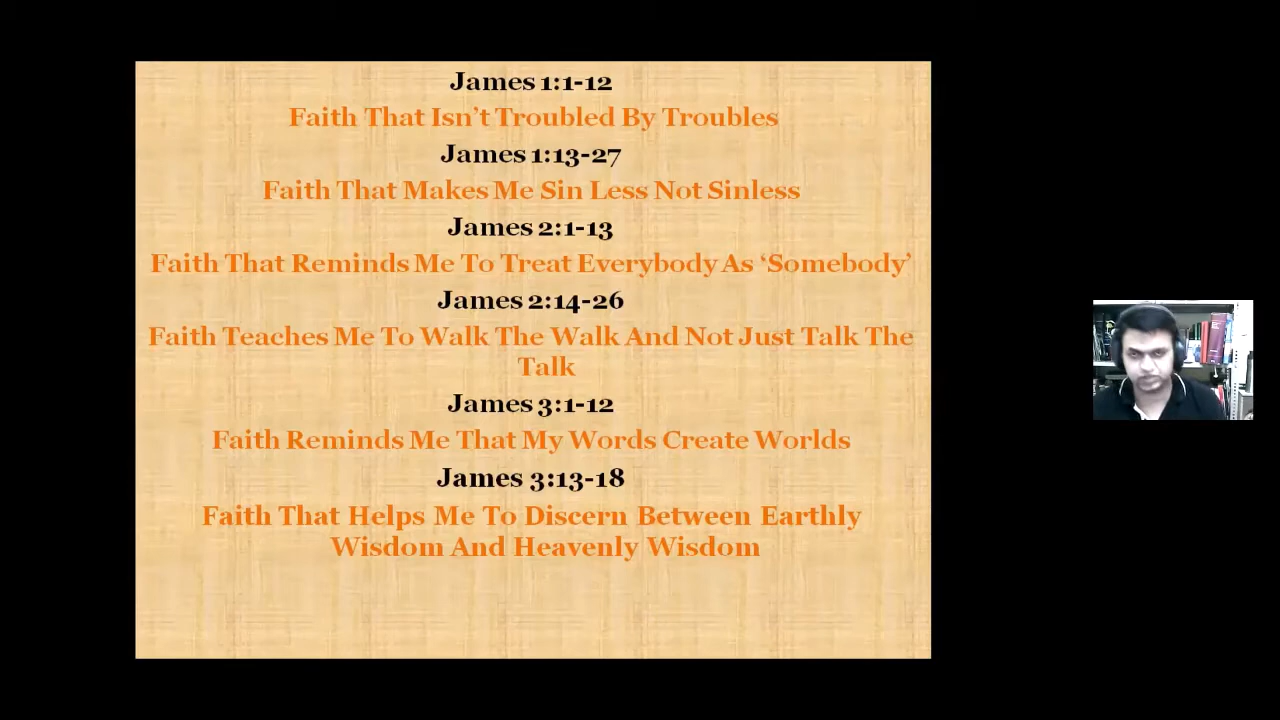 James 1:1-12
Faith That Isn’t Troubled By Troubles
James 1:13-27
Faith That Makes Me Sin Less Not Sinless
James 2:1-13
Faith That Reminds Me To Treat Everybody As ‘Somebody’
James 2:14-26
Faith Teaches Me To Walk The Walk And Not Just Talk The
Talk
James 3:1-12
Faith Reminds Me That My Words Create Worlds
James 3:13-18
Faith That Helps Me To Discern Between Earthly
Wisdom And Heavenly Wisdom